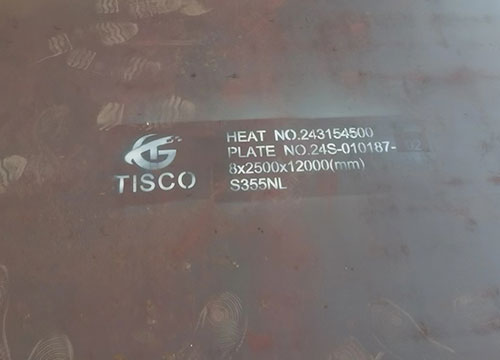 HEAT NO.243154500
PLATE NO.24S-010187-
8x2500x12000(mm)
S355NL
TISCO